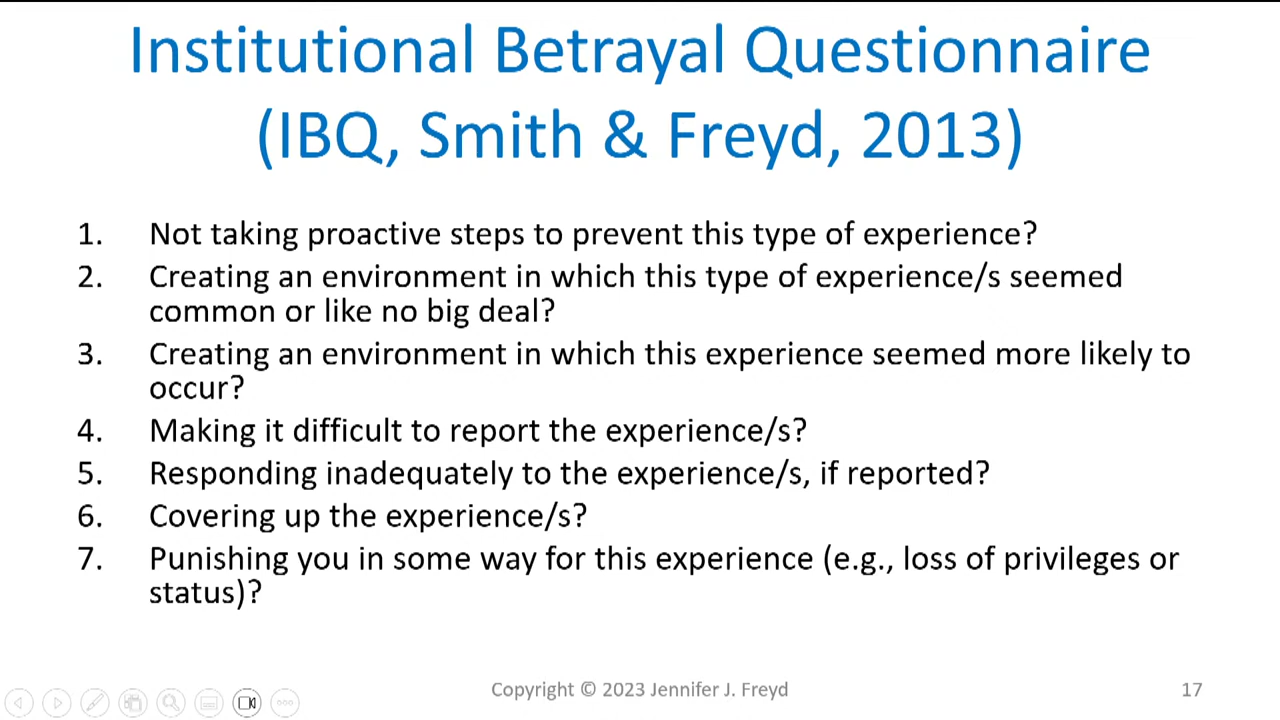 Institutional Betrayal Questionnaire
(IBQ, Smith & Freyd, 2013)
1. Not taking proactive steps to prevent this type of experience?
2. Creating an environment in which this type of experience/s seemed
common or like no big deal?
3. Creating an environment in which this experience seemed more likely to
occur?
4. Making it difficult to report the experience/s?
5. Responding inadequately to the experience/s, if reported?
6. Covering up the experience/s?
7. Punishing you in some way for this experience (e.g., loss of privileges or
status)?
Copyright © 2023 Jennifer J. Freyd
17